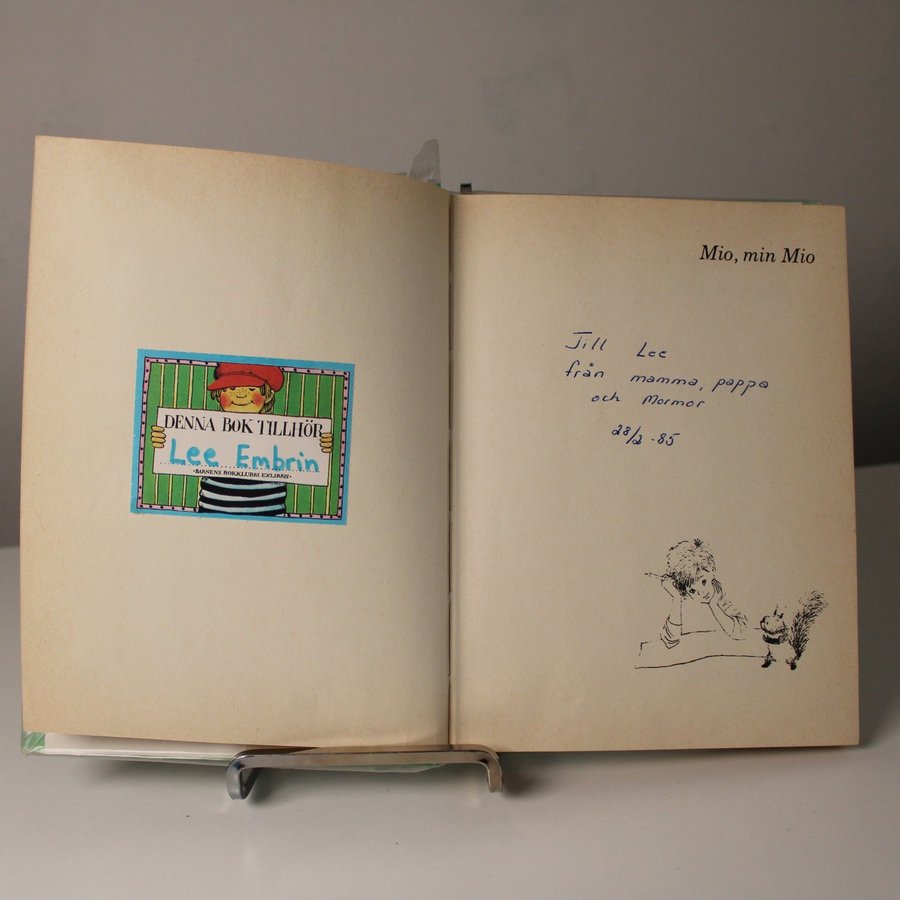 DENNA BOK TILLHÖR
Lee Embrin
·BARNENS BOKKLUBBS EXLIBRIS·
Mio, min Mio
Till Lee
från mamma, pappa
och Mormor
28/2 -85